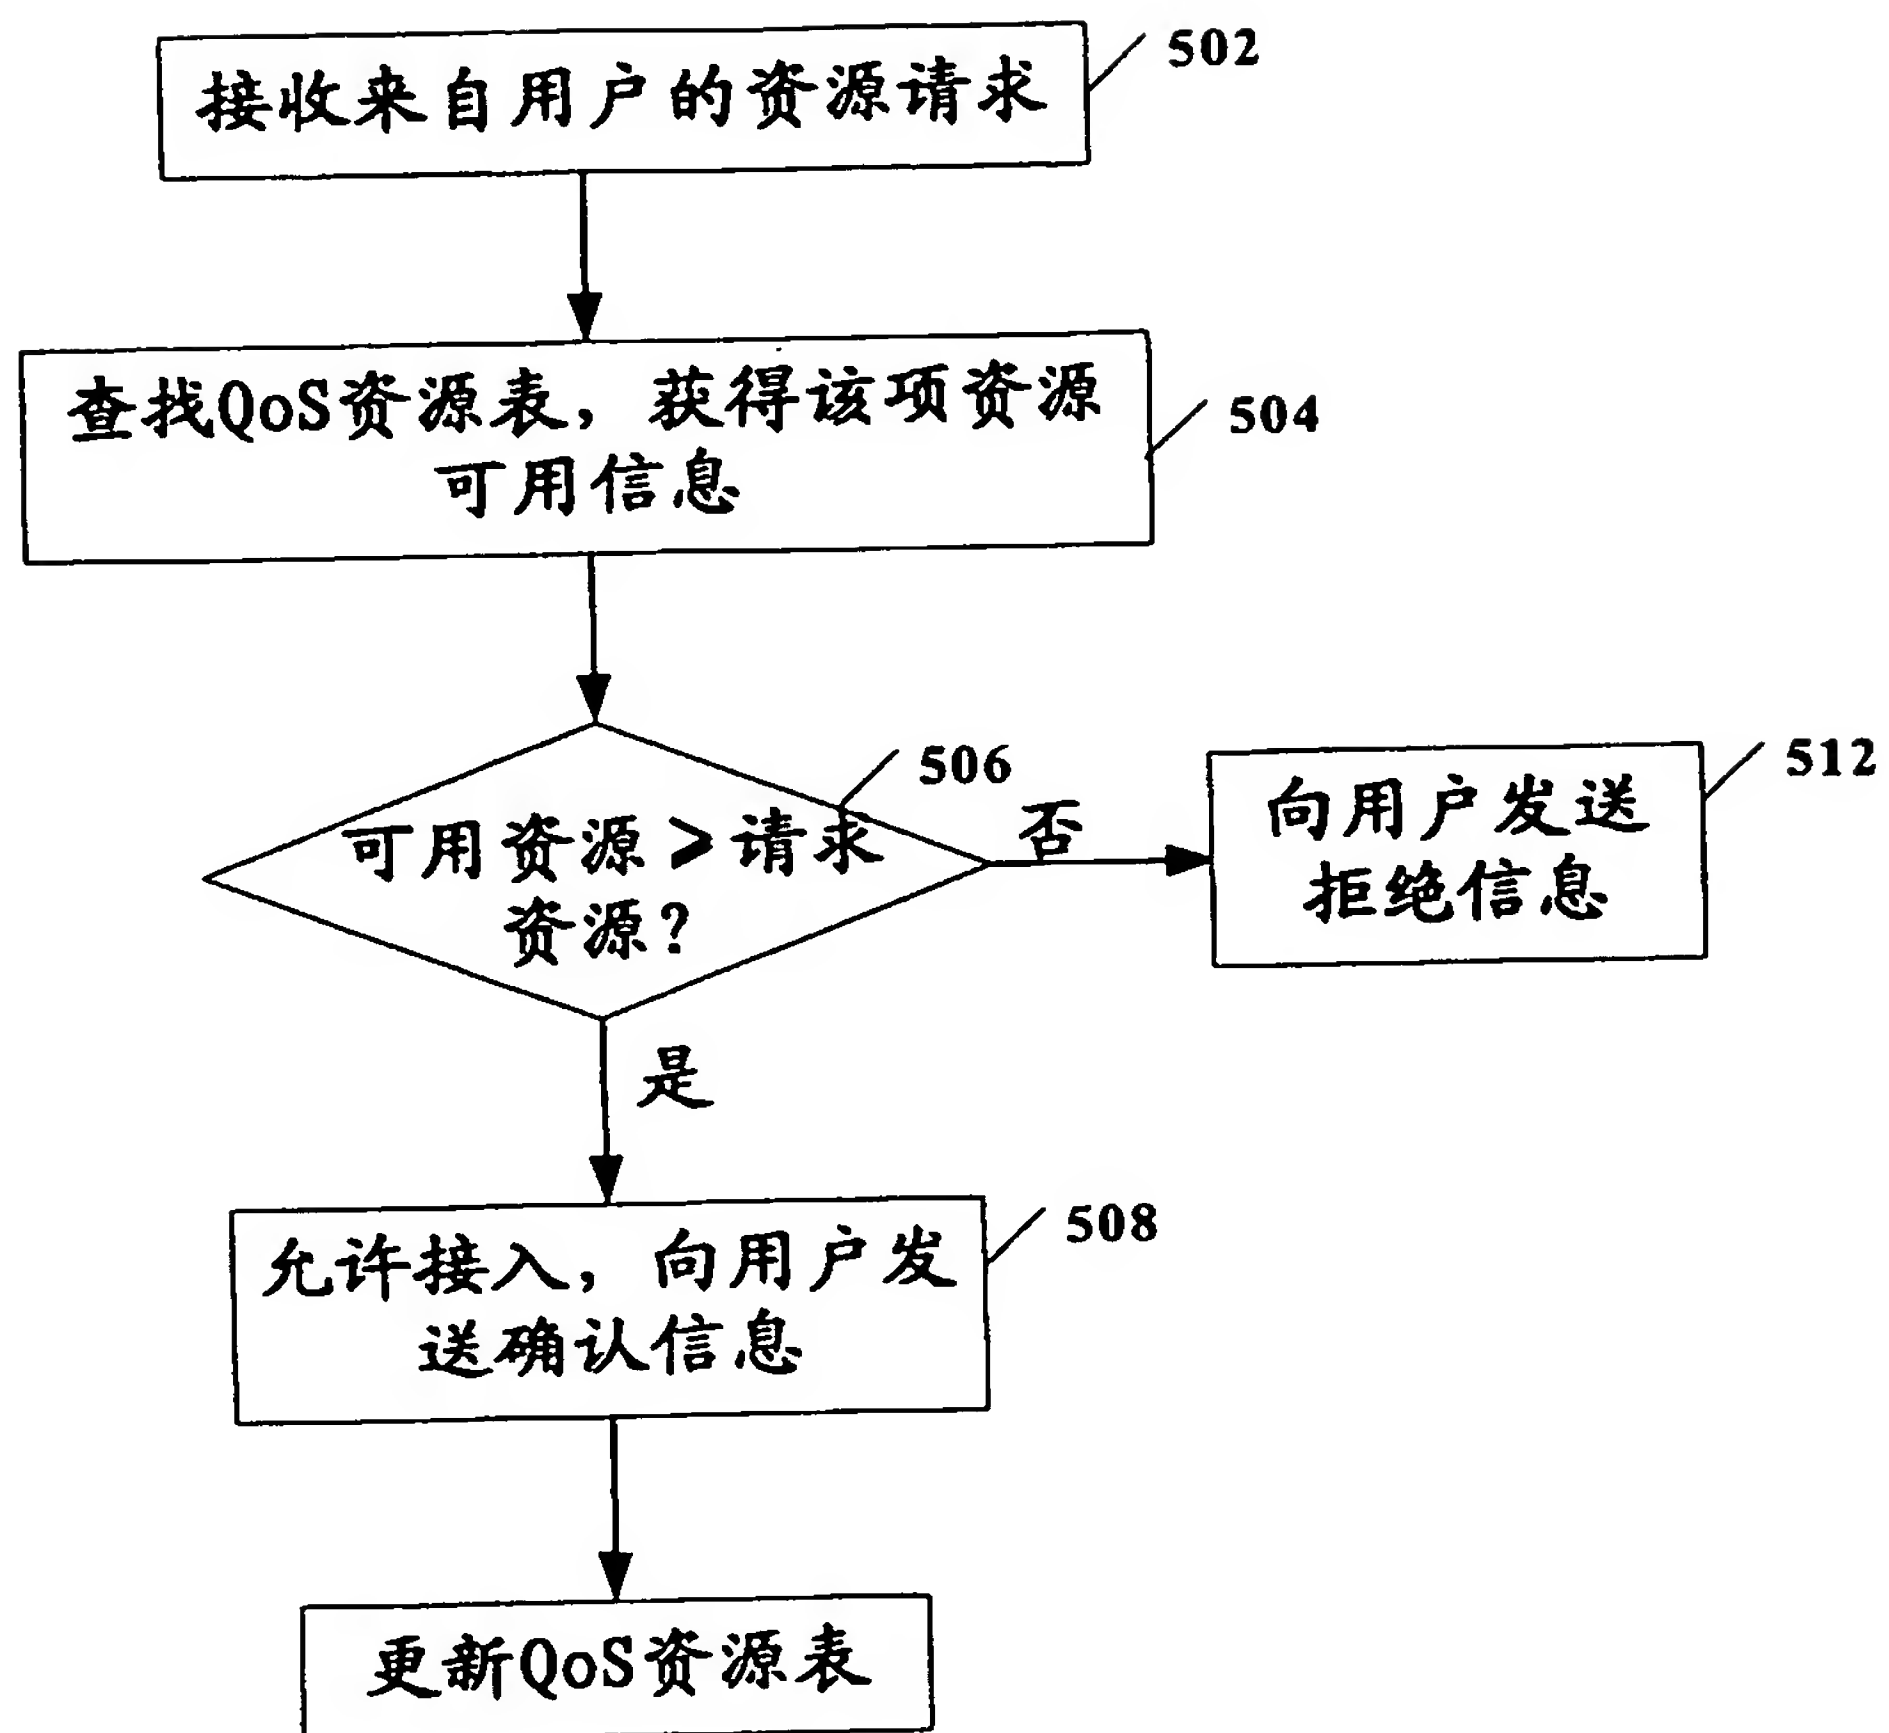 接收来自用户的资源请求
502
查找QoS资源表，获得该项资源
可用信息
504
506
可用资源>请求
资源？
否
向用户发送
拒绝信息
512
是
允许接入，向用户发
送确认信息
508
更新QoS资源表